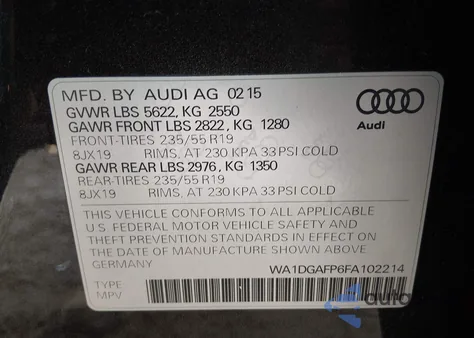 MFD. BY AUDI AG 02 15
GVWR LBS 5622, KG 2550
GAWR FRONT LBS 2822, KG 1280
FRONT-TIRES 235/55 R19
8JX19 RIMS, AT 230 KPA 33 PSI COLD
GAWR REAR LBS 2976, KG 1350
REAR-TIRES 235/55 R19
8JX19 RIMS, AT 230 KPA 33 PSI COLD
Audi
THIS VEHICLE CONFORMS TO ALL APPLICABLE
U.S. FEDERAL MOTOR VEHICLE SAFETY AND
THEFT PREVENTION STANDARDS IN EFFECT ON
THE DATE OF MANUFACTURE SHOWN ABOVE.
WA1DGAFP6FA102214
TYPE
MPV
auto